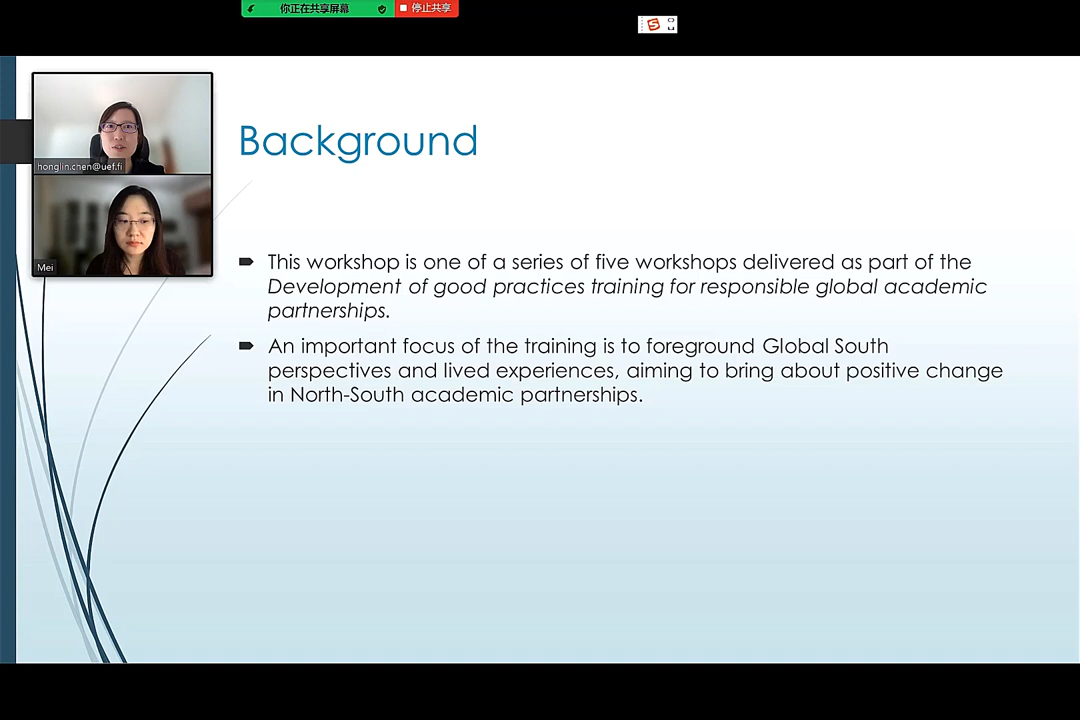 你正在共享屏幕
停止共享
honglin.chen@uef.fi
Mei
Background
This workshop is one of a series of five workshops delivered as part of the
Development of good practices training for responsible global academic
partnerships.
An important focus of the training is to foreground Global South
perspectives and lived experiences, aiming to bring about positive change
in North-South academic partnerships.